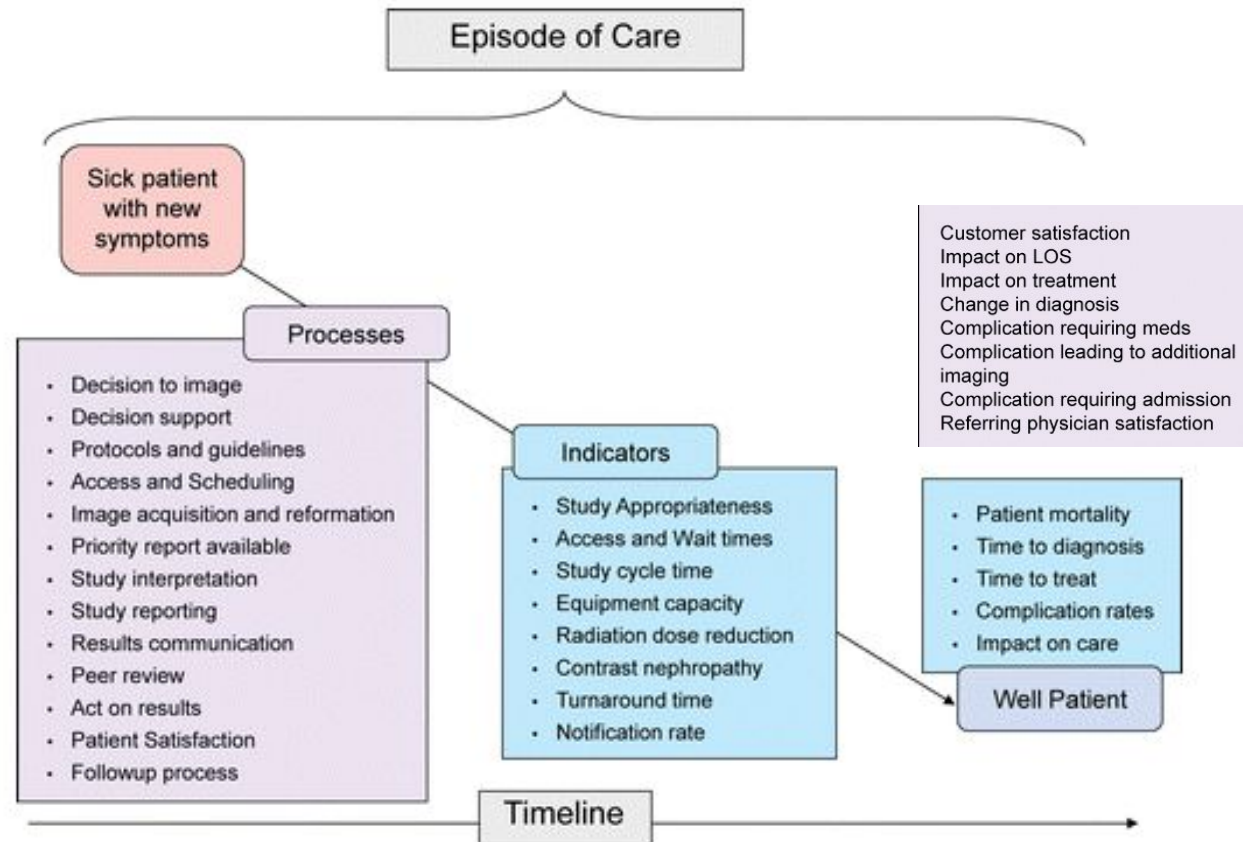 Episode of Care
Sick patient
with new
symptoms
Processes
• Decision to image
• Decision support
• Protocols and guidelines
• Access and Scheduling
• Image acquisition and reformation
• Priority report available
• Study interpretation
• Study reporting
• Results communication
• Peer review
• Act on results
• Patient Satisfaction
• Followup process
Indicators
• Study Appropriateness
• Access and Wait times
• Study cycle time
• Equipment capacity
• Radiation dose reduction
• Contrast nephropathy
• Turnaround time
• Notification rate
Customer satisfaction
Impact on LOS
Impact on treatment
Change in diagnosis
Complication requiring meds
Complication leading to additional
imaging
Complication requiring admission
Referring physician satisfaction
• Patient mortality
• Time to diagnosis
• Time to treat
• Complication rates
• Impact on care
Well Patient
Timeline